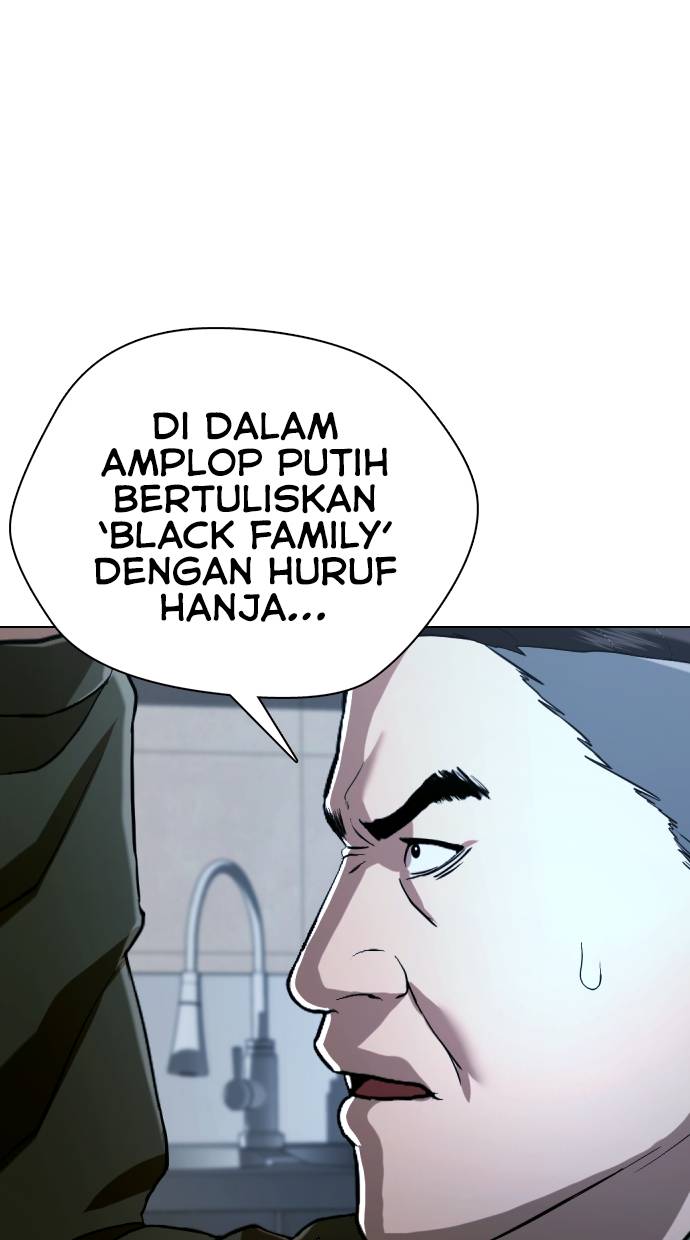 DI DALAM
AMPLOP PUTIH
BERTULISKAN
‘BLACK FAMILY’
DENGAN HURUF
HANJA...